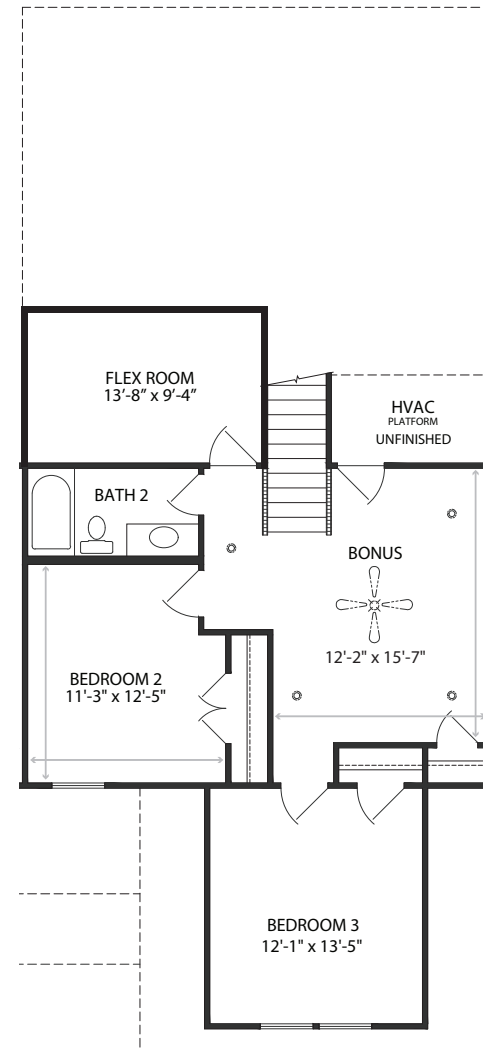 FLEX ROOM
13’-8” x 9’-4”
HVAC
PLATFORM
UNFINISHED
BATH 2
BONUS
12'-2" x 15'-7"
BEDROOM 2
11'-3" x 12'-5"
BEDROOM 3
12'-1" x 13'-5"